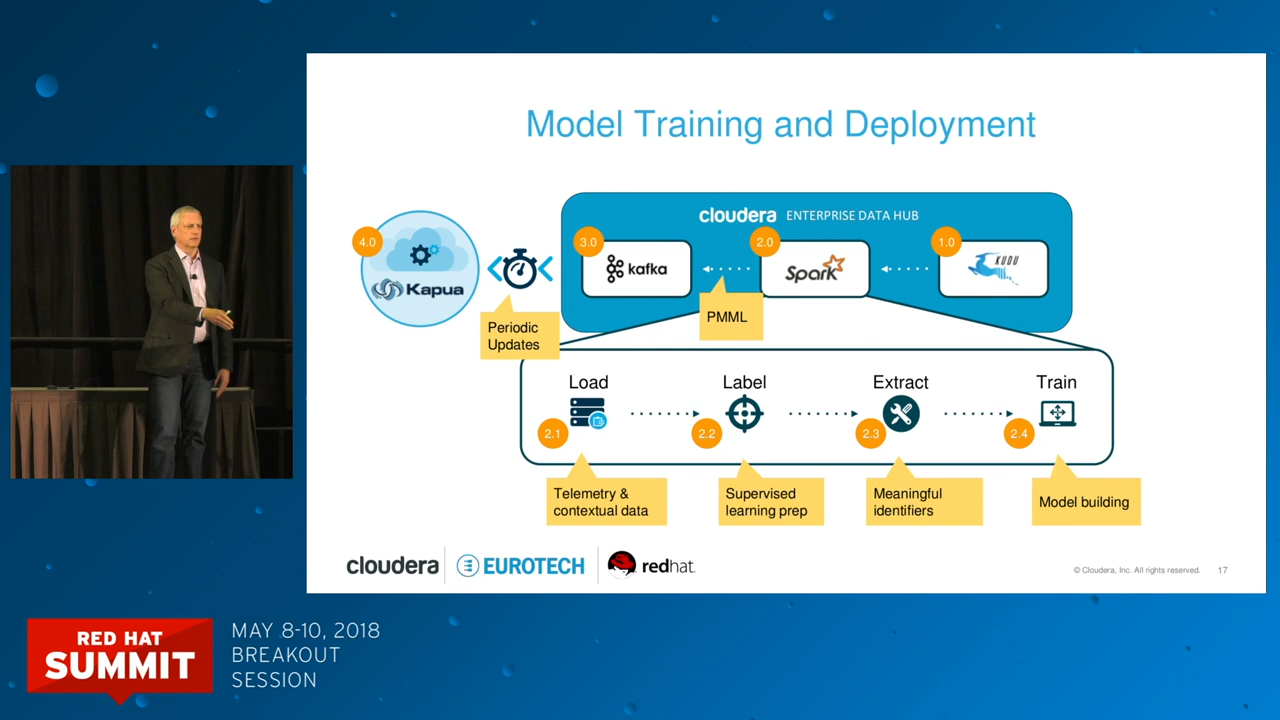 Model Training and Deployment
cloudera ENTERPRISE DATA HUB
4.0
3.0
2.0
1.0
Kapua
kafka
Spark
KUDU
Periodic
Updates
PMML
Load
Label
Extract
Train
2.1
2.2
2.3
2.4
Telemetry &
contextual data
Supervised
learning prep
Meaningful
identifiers
Model building
cloudera
EUROTECH
redhat.
© Cloudera, Inc. All rights reserved.
17
RED HAT
SUMMIT
MAY 8-10, 2018
BREAKOUT
SESSION